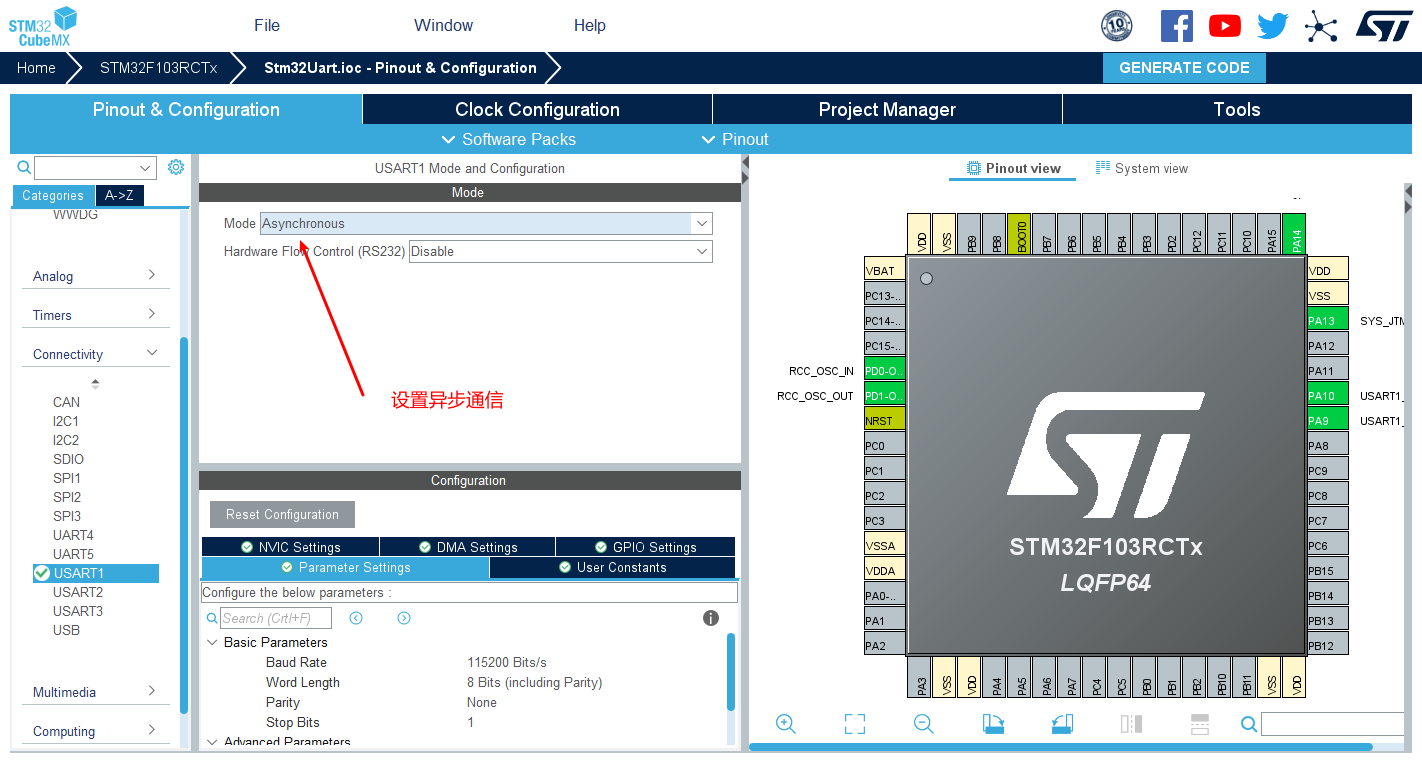 STM32
CubeMX
File
Window
Help
10
Home
STM32F103RCTx
Stm32Uart.ioc - Pinout & Configuration
GENERATE CODE
Pinout & Configuration
Clock Configuration
Project Manager
Tools
Software Packs
Pinout
Categories
A->Z
WWDG
Analog
Timers
Connectivity
CAN
I2C1
I2C2
SDIO
SPI1
SPI2
SPI3
UART4
UART5
USART1
USART2
USART3
USB
Multimedia
Computing
USART1 Mode and Configuration
Mode
Mode Asynchronous
Hardware Flow Control (RS232) Disable
设置异步通信
Configuration
Reset Configuration
NVIC Settings
DMA Settings
GPIO Settings
Parameter Settings
User Constants
Configure the below parameters :
Search (Crtl+F)
Basic Parameters
Baud Rate 115200 Bits/s
Word Length 8 Bits (including Parity)
Parity None
Stop Bits 1
Advanced Parameters
Pinout view
System view
VDD
VSS
PB9
PB8
BOOT0
PB7
PB6
PB5
PB4
PB3
PD2
PC12
PC11
PC10
PA15
PA14
VBAT
PC13-..
PC14-..
PC15-..
RCC_OSC_IN PD0-O..
RCC_OSC_OUT PD1-O..
NRST
PC0
PC1
PC2
PC3
VSSA
VDDA
PA0-..
PA1
PA2
ST
STM32F103RCTx
LQFP64
VDD
VSS
PA13 SYS_JTM
PA12
PA11
PA10 USART1_
PA9 USART1_
PA8
PC9
PC8
PC7
PC6
PB15
PB14
PB13
PB12
PA3
VSS
VDD
PA4
PA5
PA6
PA7
PC4
PC5
PB0
PB1
PB2
PB10
PB11
VSS
VDD